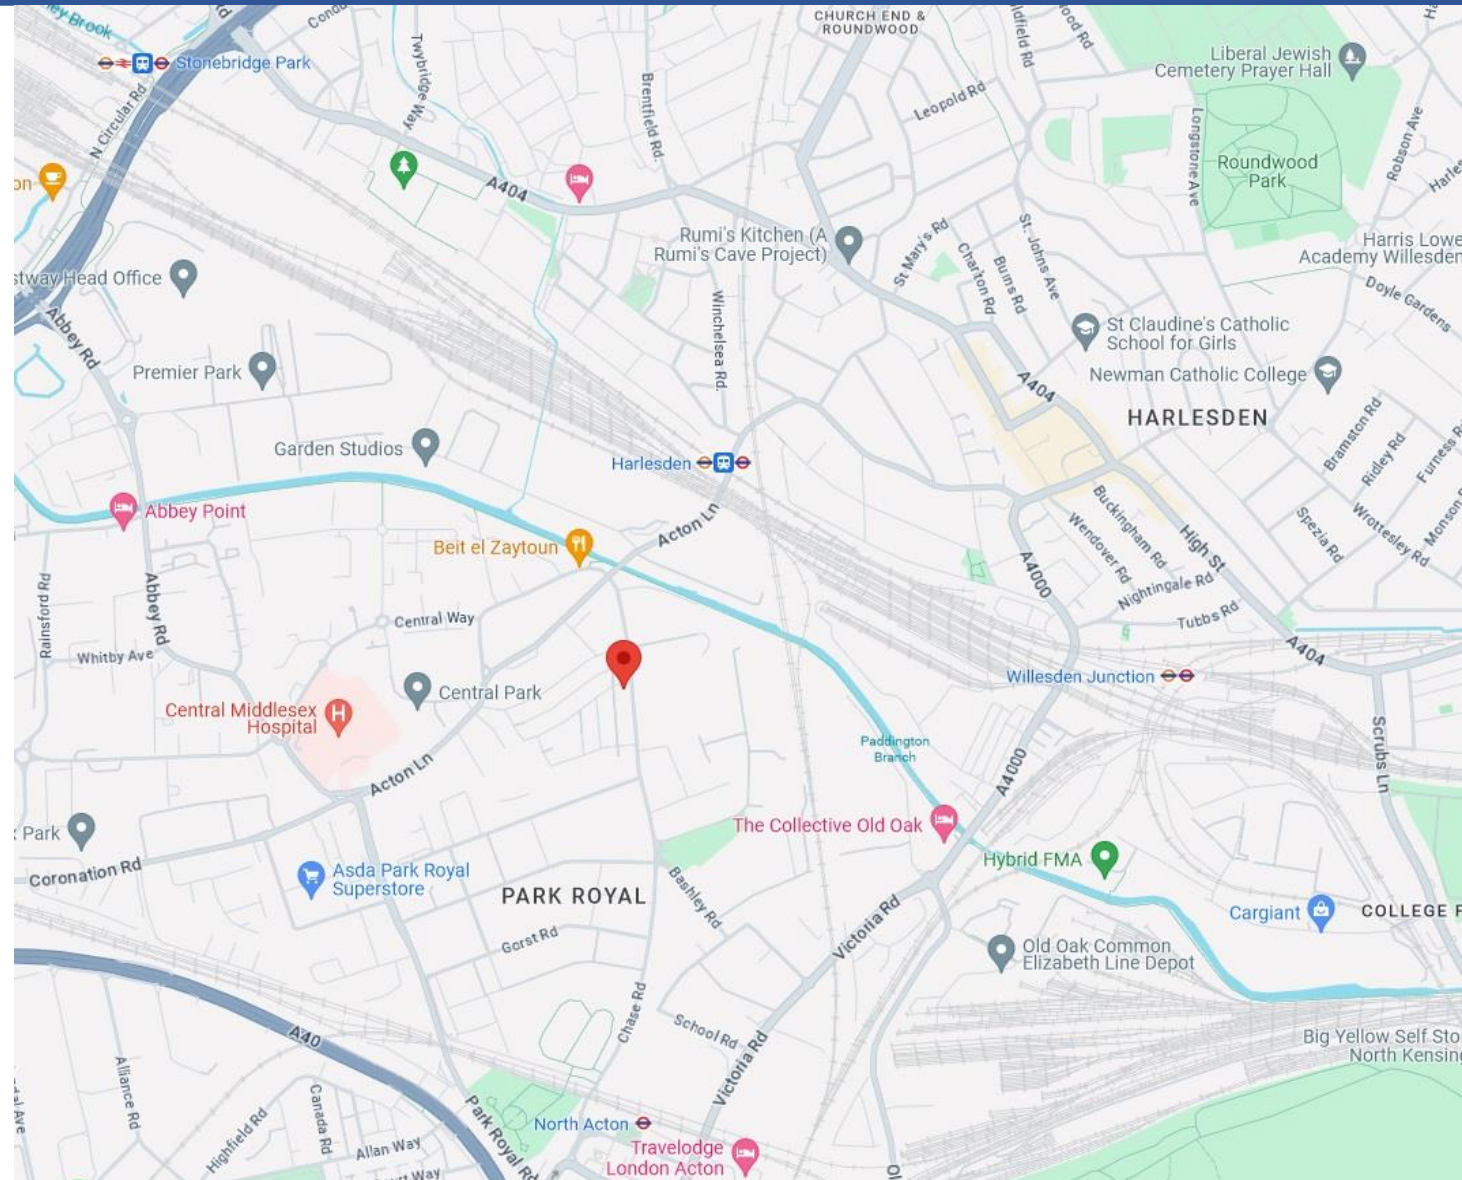 CHURCH END &
ROUNDWOOD
Stonebridge Park
N Circular Rd
Twybridge Way
Brentfield Rd.
Leopold Rd
Liberal Jewish
Cemetery Prayer Hall
Longstone Ave
Roundwood
Park
Robson Ave
A404
Rumi's Kitchen (A
Rumi's Cave Project)
St Mary's Rd
Charlton Rd
Burns Rd
St. Johns Ave
Harris Lowe
Academy Willesden
Doyle Gardens
stway Head Office
Abbey Rd
Winchelsea Rd.
St Claudine's Catholic
School for Girls
Premier Park
A404
Newman Catholic College
HARLESDEN
Bramston Rd
Ridley Rd
Furness R
Garden Studios
Harlesden
Abbey Point
Acton Ln
Buckingham Rd
Wendover Rd
High St
Spezia Rd
Wrottesley Rd
Monson
Beit el Zaytoun
A4000
Nightingale Rd
Tubbs Rd
Rainsford Rd
Abbey Rd
Central Way
Whitby Ave
A404
Willesden Junction
Central Park
Central Middlesex
Hospital
Paddington
Branch
Scrubs Ln
Acton Ln
A4000
Park
The Collective Old Oak
Hybrid FMA
Coronation Rd
Asda Park Royal
Superstore
PARK ROYAL
Bashley Rd
Victoria Rd
Cargiant
COLLEGE
Gorst Rd
Old Oak Common
Elizabeth Line Depot
Chase Rd
School Rd
A40
Big Yellow Self Sto
North Kensing
Victoria Rd
Alliance Rd
Canada Rd
Highfield Rd
Allan Way
Park Royal Rd
North Acton
Travelodge
London Acton